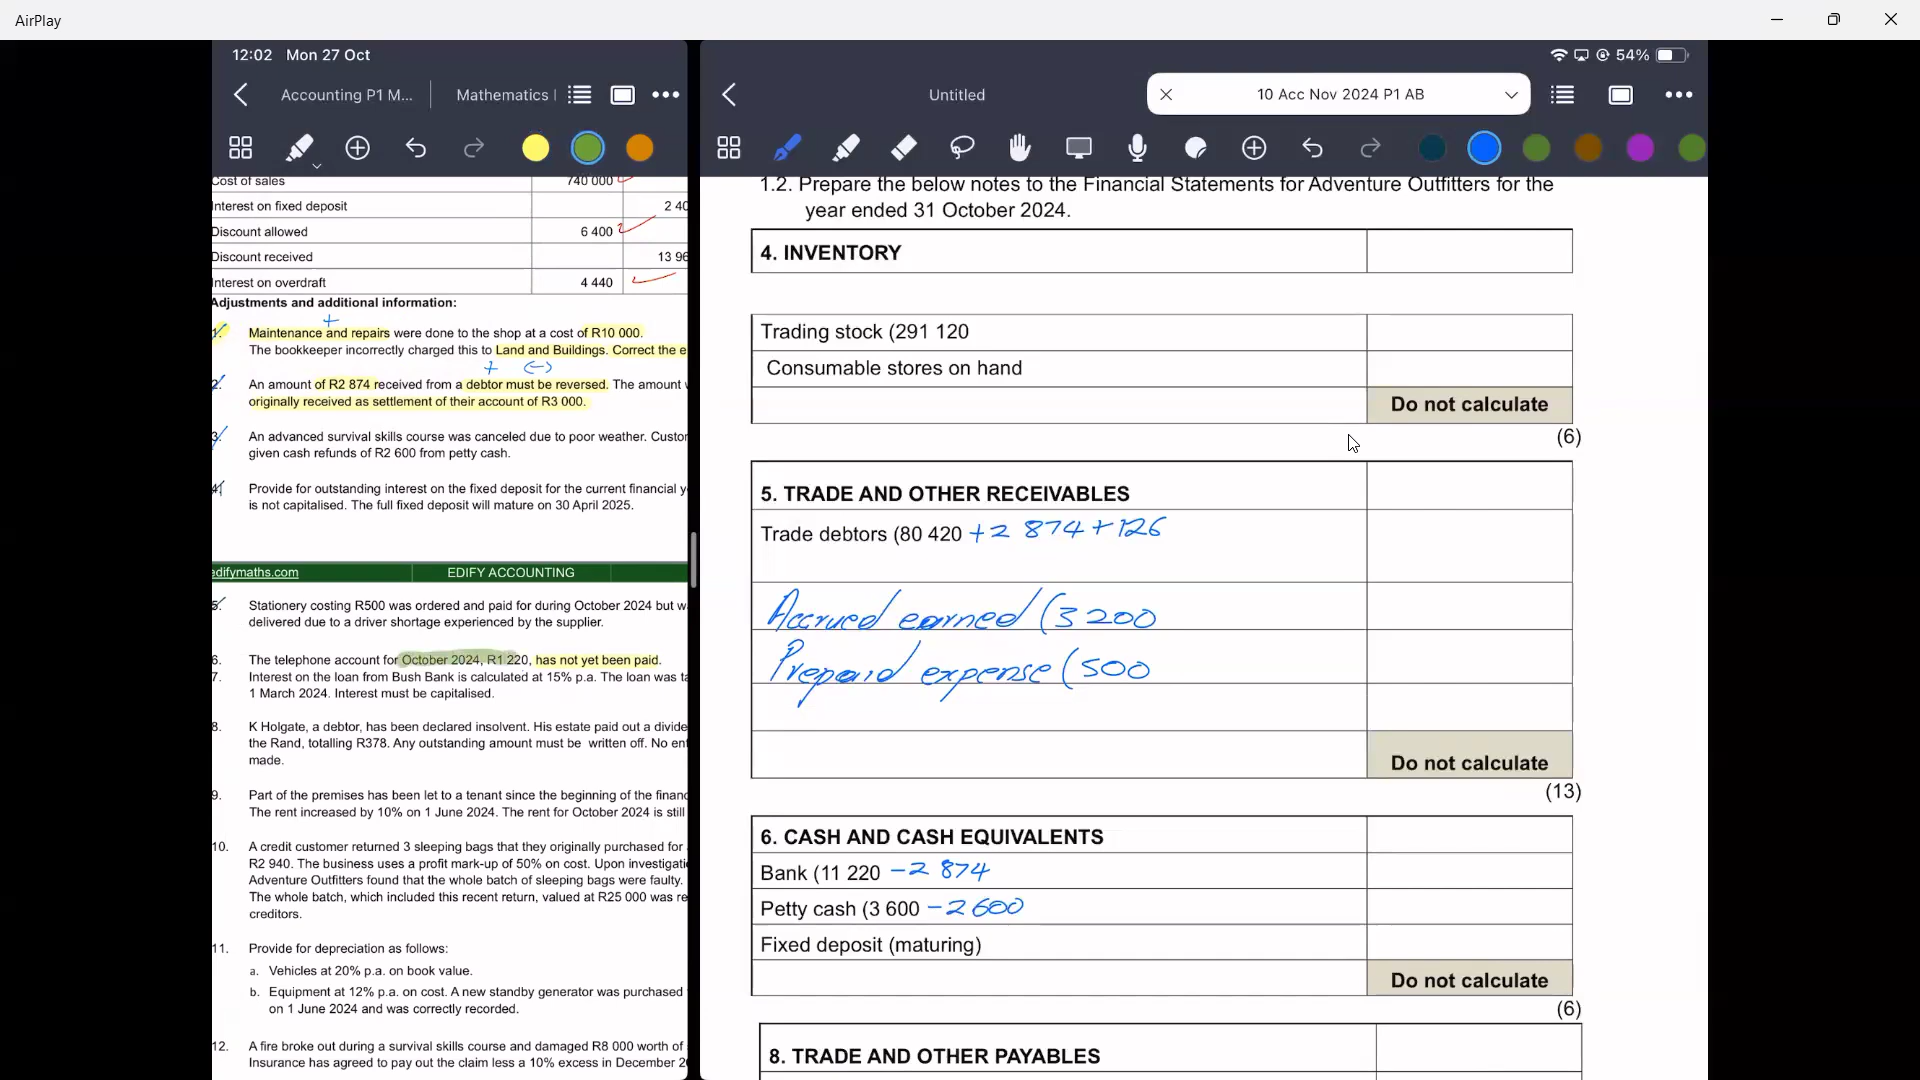 AirPlay
12:02 Mon 27 Oct
54%
Accounting P1 M...
Mathematics
Untitled
10 Acc Nov 2024 P1 AB
Cost of sales 740 000
Interest on fixed deposit 2 40
Discount allowed 6 400
Discount received 13 96
Interest on overdraft 4 440
Adjustments and additional information:
+
1. Maintenance and repairs were done to the shop at a cost of R10 000.
The bookkeeper incorrectly charged this to Land and Buildings. Correct the e
+ (-)
2. An amount of R2 874 received from a debtor must be reversed. The amount
originally received as settlement of their account of R3 000.
3. An advanced survival skills course was canceled due to poor weather. Custo
given cash refunds of R2 600 from petty cash.
4. Provide for outstanding interest on the fixed deposit for the current financial y
is not capitalised. The full fixed deposit will mature on 30 April 2025.
edifymaths.com EDIFY ACCOUNTING
5. Stationery costing R500 was ordered and paid for during October 2024 but w
delivered due to a driver shortage experienced by the supplier.
6. The telephone account for October 2024, R1 220, has not yet been paid.
7. Interest on the loan from Bush Bank is calculated at 15% p.a. The loan was ta
1 March 2024. Interest must be capitalised.
8. K Holgate, a debtor, has been declared insolvent. His estate paid out a divide
the Rand, totalling R378. Any outstanding amount must be written off. No en
made.
9. Part of the premises has been let to a tenant since the beginning of the finan
The rent increased by 10% on 1 June 2024. The rent for October 2024 is still
10. A credit customer returned 3 sleeping bags that they originally purchased for
R2 940. The business uses a profit mark-up of 50% on cost. Upon investigati
Adventure Outfitters found that the whole batch of sleeping bags were faulty.
The whole batch, which included this recent return, valued at R25 000 was re
creditors.
11. Provide for depreciation as follows:
a. Vehicles at 20% p.a. on book value.
b. Equipment at 12% p.a. on cost. A new standby generator was purchased
on 1 June 2024 and was correctly recorded.
12. A fire broke out during a survival skills course and damaged R8 000 worth of
Insurance has agreed to pay out the claim less a 10% excess in December 2
1.2. Prepare the below notes to the Financial Statements for Adventure Outfitters for the
year ended 31 October 2024.
4. INVENTORY
Trading stock (291 120
Consumable stores on hand
Do not calculate
(6)
5. TRADE AND OTHER RECEIVABLES
Trade debtors (80 420 +2 874+126
Accrued earned (3 200
Prepaid expense (500
Do not calculate
(13)
6. CASH AND CASH EQUIVALENTS
Bank (11 220 -2 874
Petty cash (3 600 -2 600
Fixed deposit (maturing)
Do not calculate
(6)
8. TRADE AND OTHER PAYABLES